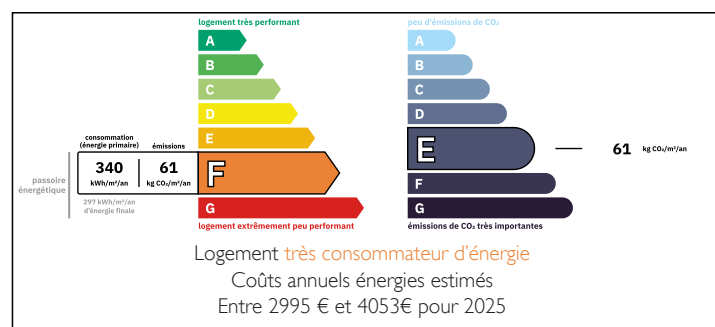 logement très performant
A
B
C
D
E
consommation
(énergie primaire)
émissions
passoire
énergétique
340
kWh/m²/an
61
kg CO₂/m²/an
F
297 kWh/m²/an
d'énergie finale
G
logement extrêmement peu performant
peu d'émissions de CO₂
A
B
C
D
E
61 kg CO₂/m²/an
F
G
émissions de CO₂ très importantes
Logement très consommateur d'énergie
Coûts annuels énergies estimés
Entre 2995 € et 4053€ pour 2025